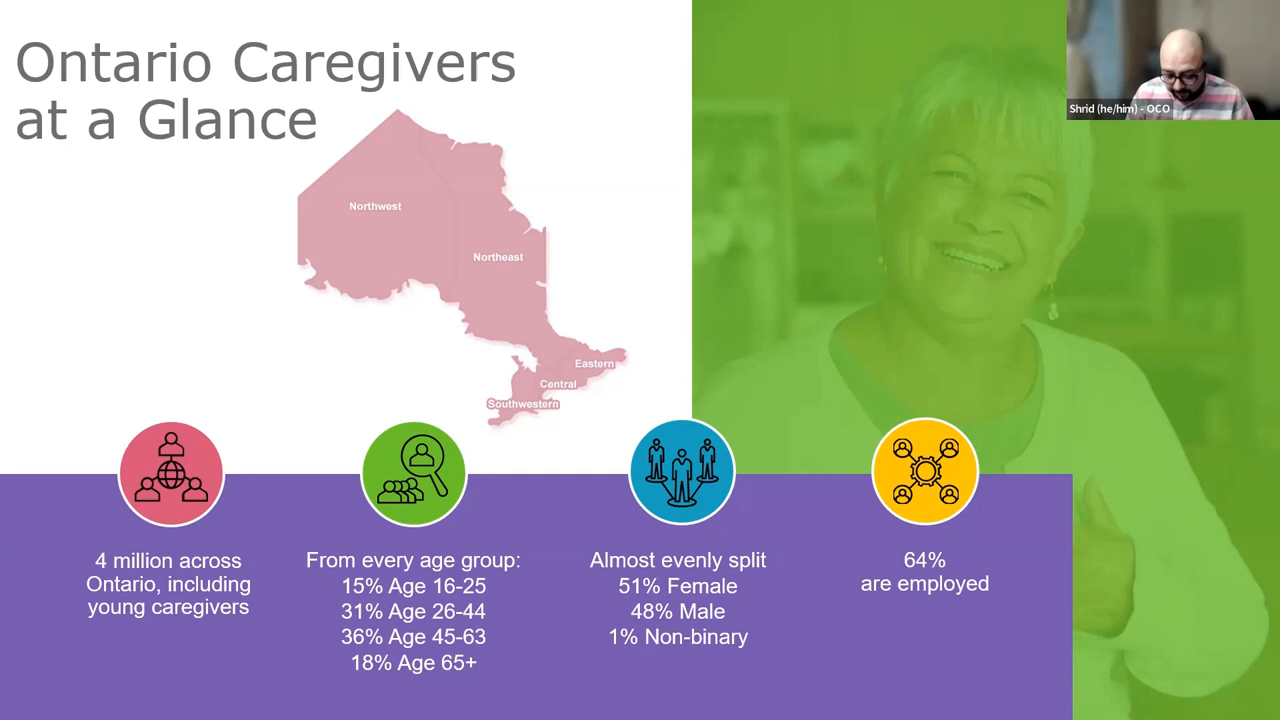 Ontario Caregivers
at a Glance
Shrid (he/him) - OCO
Northwest
Northeast
Eastern
Central
Southwestern
4 million across
Ontario, including
young caregivers
From every age group:
15% Age 16-25
31% Age 26-44
36% Age 45-63
18% Age 65+
Almost evenly split
51% Female
48% Male
1% Non-binary
64%
are employed